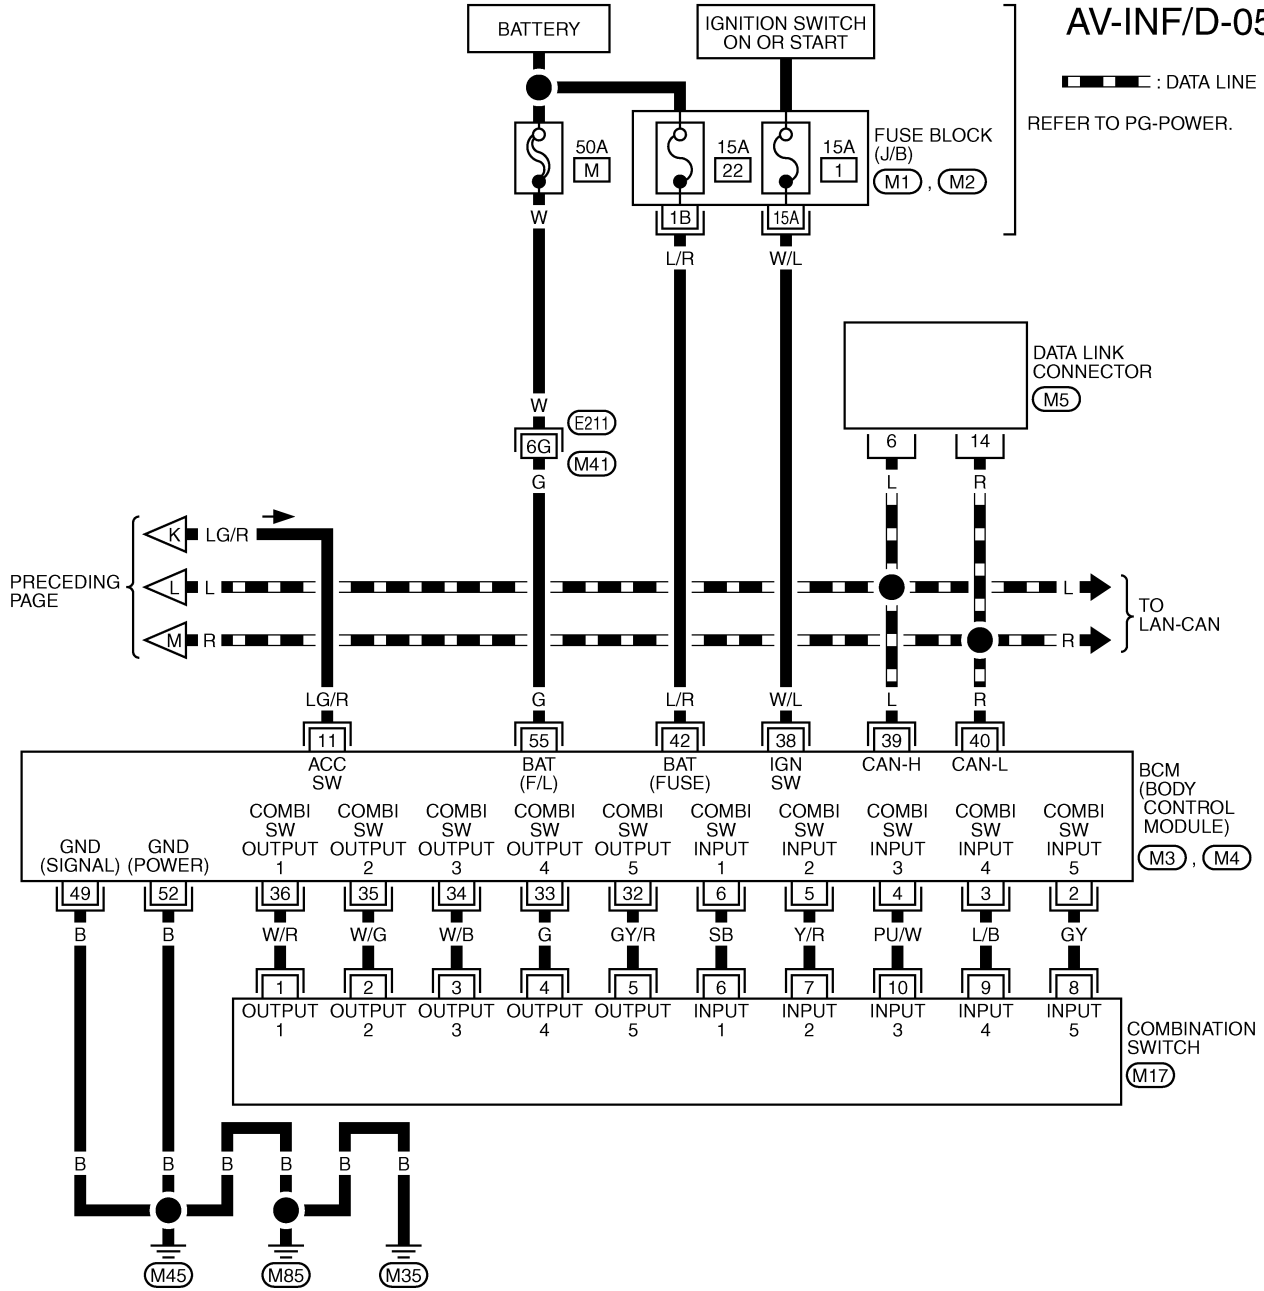 BATTERY
IGNITION SWITCH
ON OR START
AV-INF/D-05
: DATA LINE
REFER TO PG-POWER.
50A
M
15A
22
15A
1
FUSE BLOCK
(J/B)
M1 , M2
W
1B
15A
L/R
W/L
DATA LINK
CONNECTOR
M5
W
E211
6G
M41
G
6
14
L
R
K
LG/R
PRECEDING
PAGE
L
L
L
M
R
R
TO
LAN-CAN
LG/R
G
L/R
W/L
L
R
11
55
42
38
39
40
ACC
SW
BAT
(F/L)
BAT
(FUSE)
IGN
SW
CAN-H
CAN-L
BCM
(BODY
CONTROL
MODULE)
M3 , M4
GND
(SIGNAL)
GND
(POWER)
COMBI
SW
OUTPUT
1
COMBI
SW
OUTPUT
2
COMBI
SW
OUTPUT
3
COMBI
SW
OUTPUT
4
COMBI
SW
OUTPUT
5
COMBI
SW
INPUT
1
COMBI
SW
INPUT
2
COMBI
SW
INPUT
3
COMBI
SW
INPUT
4
COMBI
SW
INPUT
5
49
52
36
35
34
33
32
6
5
4
3
2
B
B
W/R
W/G
W/B
G
GY/R
SB
Y/R
PU/W
L/B
GY
1
2
3
4
5
6
7
10
9
8
OUTPUT
1
OUTPUT
2
OUTPUT
3
OUTPUT
4
OUTPUT
5
INPUT
1
INPUT
2
INPUT
3
INPUT
4
INPUT
5
COMBINATION
SWITCH
M17
B
B
B
B
B
B
M45
M85
M35